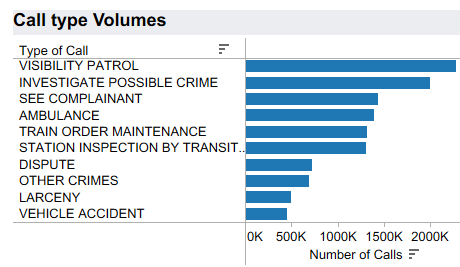 Call type Volumes
Type of Call
VISIBILITY PATROL
INVESTIGATE POSSIBLE CRIME
SEE COMPLAINANT
AMBULANCE
TRAIN ORDER MAINTENANCE
STATION INSPECTION BY TRANSIT..
DISPUTE
OTHER CRIMES
LARCENY
VEHICLE ACCIDENT
0K 500K 1000K 1500K 2000K
Number of Calls